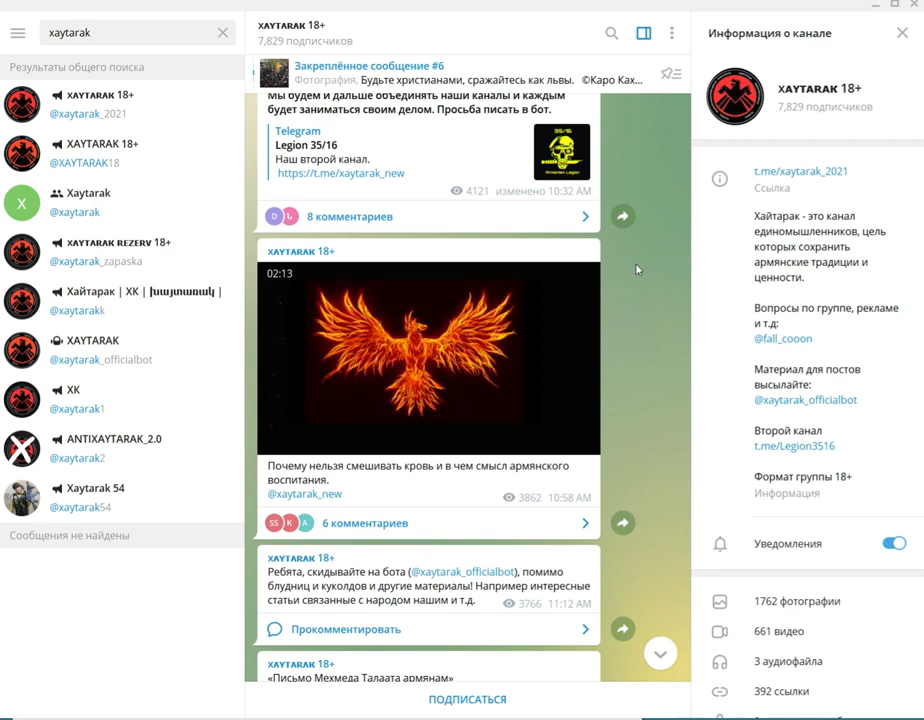 xaytarak
Результаты общего поиска
XAYTARAK 18+
@xaytarak_2021
XAYTARAK 18+
@XAYTARAK18
Xaytarak
@xaytarak
XAYTARAK REZERV 18+
@xaytarak_zapaska
Хайтарак | ХК | խայտառակ |
@xaytarakk
XAYTARAK
@xaytarak_officialbot
ХК
@xaytarak1
ANTIXAYTARAK_2.0
@xaytarak2
Xaytarak 54
@xaytarak54
Сообщения не найдены
XAYTARAK 18+
7,829 подписчиков
Закреплённое сообщение #6
Фотография, Будьте христианами, сражайтесь как львы. ©Каро Ках...
Мы будем и дальше объединять наши каналы и каждым
будет заниматься своим делом. Просьба писать в бот.
Telegram
Legion 35/16
Наш второй канал.
https://t.me/xaytarak_new
35/16
Armenian Legion
4121 изменено 10:32 AM
8 комментариев
XAYTARAK 18+
02:13
Почему нельзя смешивать кровь и в чем смысл армянского
воспитания.
@xaytarak_new
3862 10:58 AM
6 комментариев
XAYTARAK 18+
Ребята, скидывайте на бота (@xaytarak_officialbot), помимо
блудниц и куколдов и другие материалы! Например интересные
статьи связанные с народом нашим и т.д.
3766 11:12 AM
Прокомментировать
XAYTARAK 18+
«Письмо Мехмеда Талаата армянам»
ПОДПИСАТЬСЯ
Информация о канале
XAYTARAK 18+
7,829 подписчиков
t.me/xaytarak_2021
Ссылка
Хайтарак - это канал
единомышленников, цель
которых сохранить
армянские традиции и
ценности.
Вопросы по группе, рекламе
и т.д:
@fall_cooon
Материал для постов
высылайте:
@xaytarak_officialbot
Второй канал
t.me/Legion3516
Формат группы 18+
Информация
Уведомления
1762 фотографии
661 видео
3 аудиофайла
392 ссылки